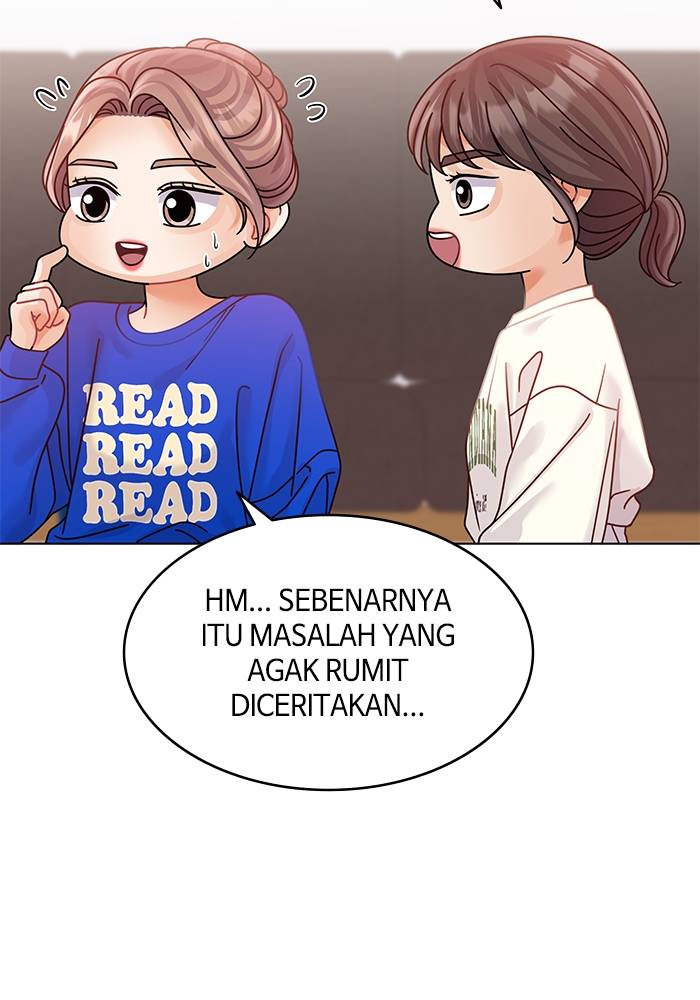 READ
READ
READ
HM... SEBENARNYA
ITU MASALAH YANG
AGAK RUMIT
DICERITAKAN...